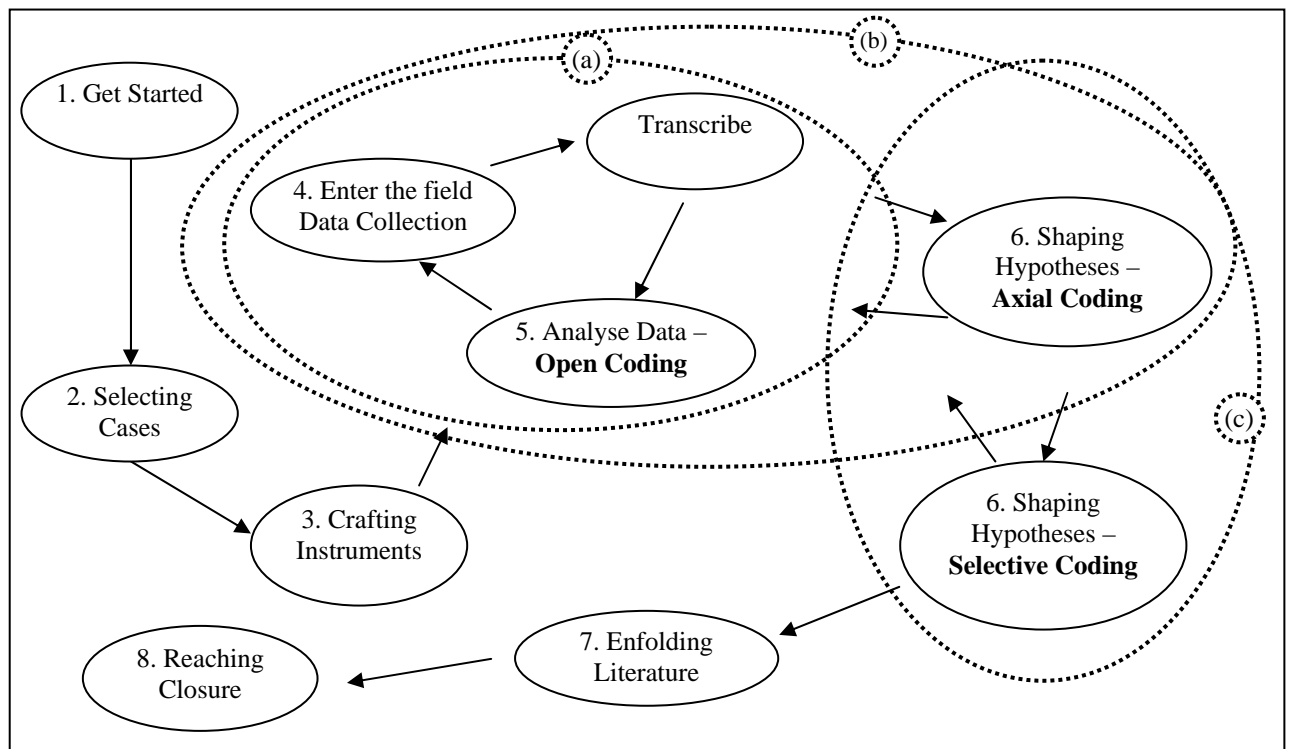 (b)
(a)
1. Get Started
Transcribe
4. Enter the field
Data Collection
6. Shaping
Hypotheses –
Axial Coding
5. Analyse Data –
Open Coding
2. Selecting
Cases
(c)
3. Crafting
Instruments
6. Shaping
Hypotheses –
Selective Coding
7. Enfolding
Literature
8. Reaching
Closure